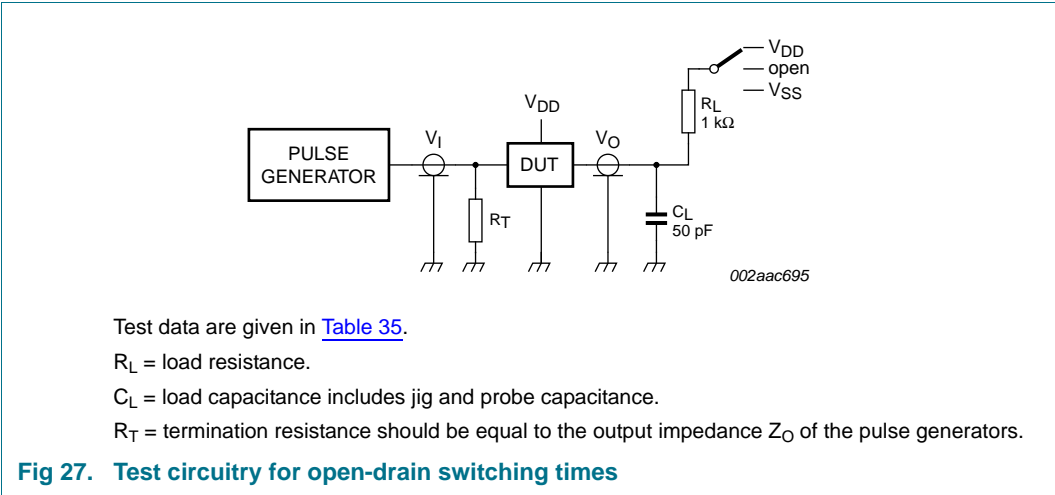 VDD
open
VSS
RL
1 kΩ
VDD
VI
VO
PULSE
GENERATOR
DUT
RT
CL
50 pF
002aac695
Test data are given in Table 35.
RL = load resistance.
CL = load capacitance includes jig and probe capacitance.
RT = termination resistance should be equal to the output impedance ZO of the pulse generators.
Fig 27. Test circuitry for open-drain switching times